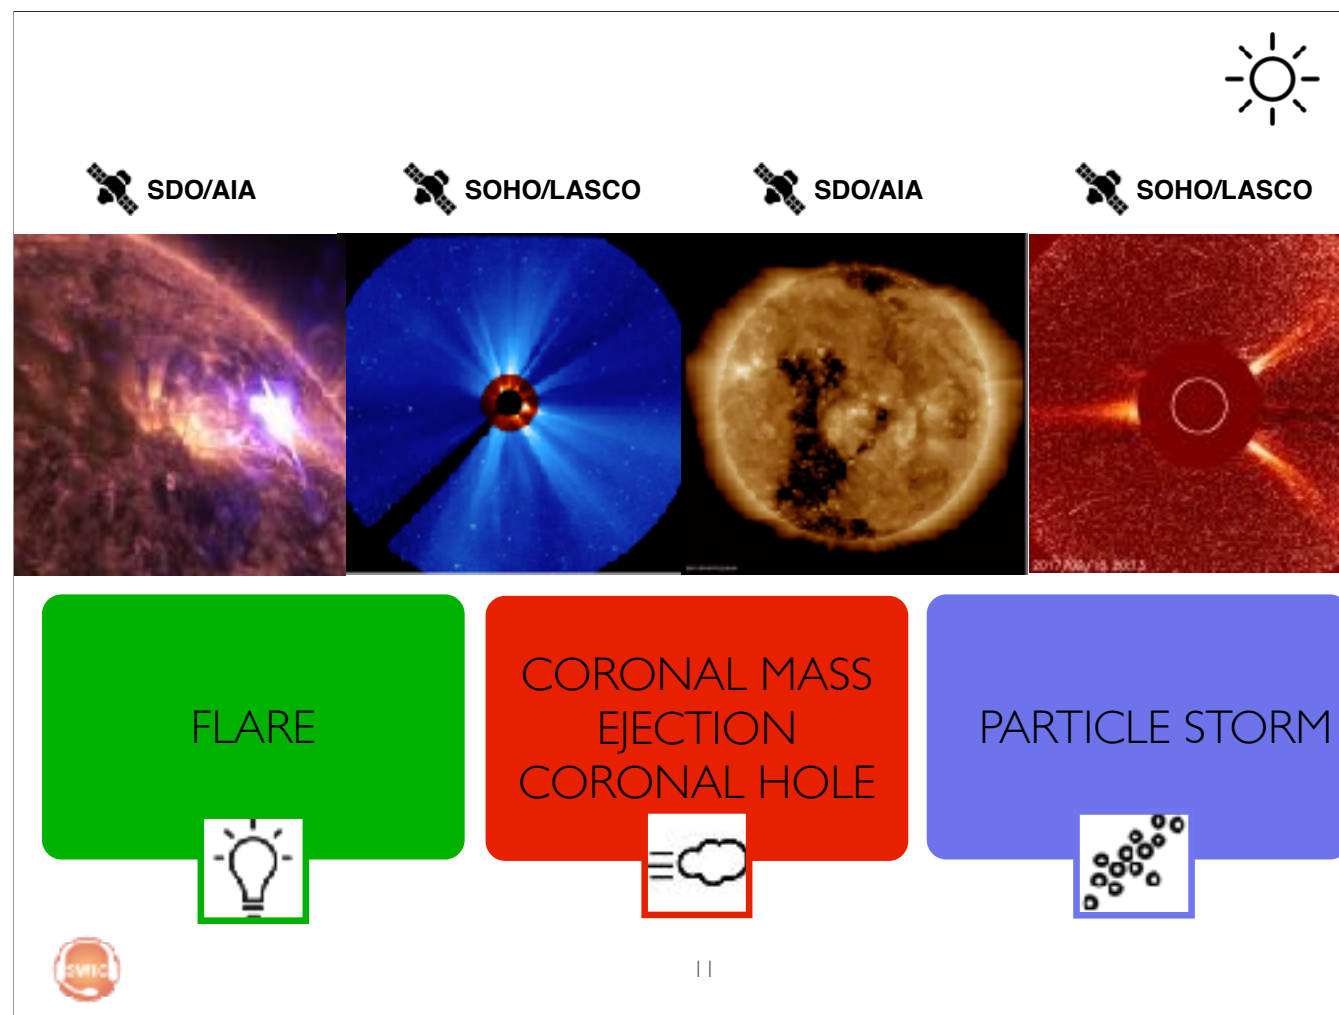 SDO/AIA
SOHO/LASCO
SDO/AIA
SOHO/LASCO
FLARE
CORONAL MASS
EJECTION
CORONAL HOLE
PARTICLE STORM
11